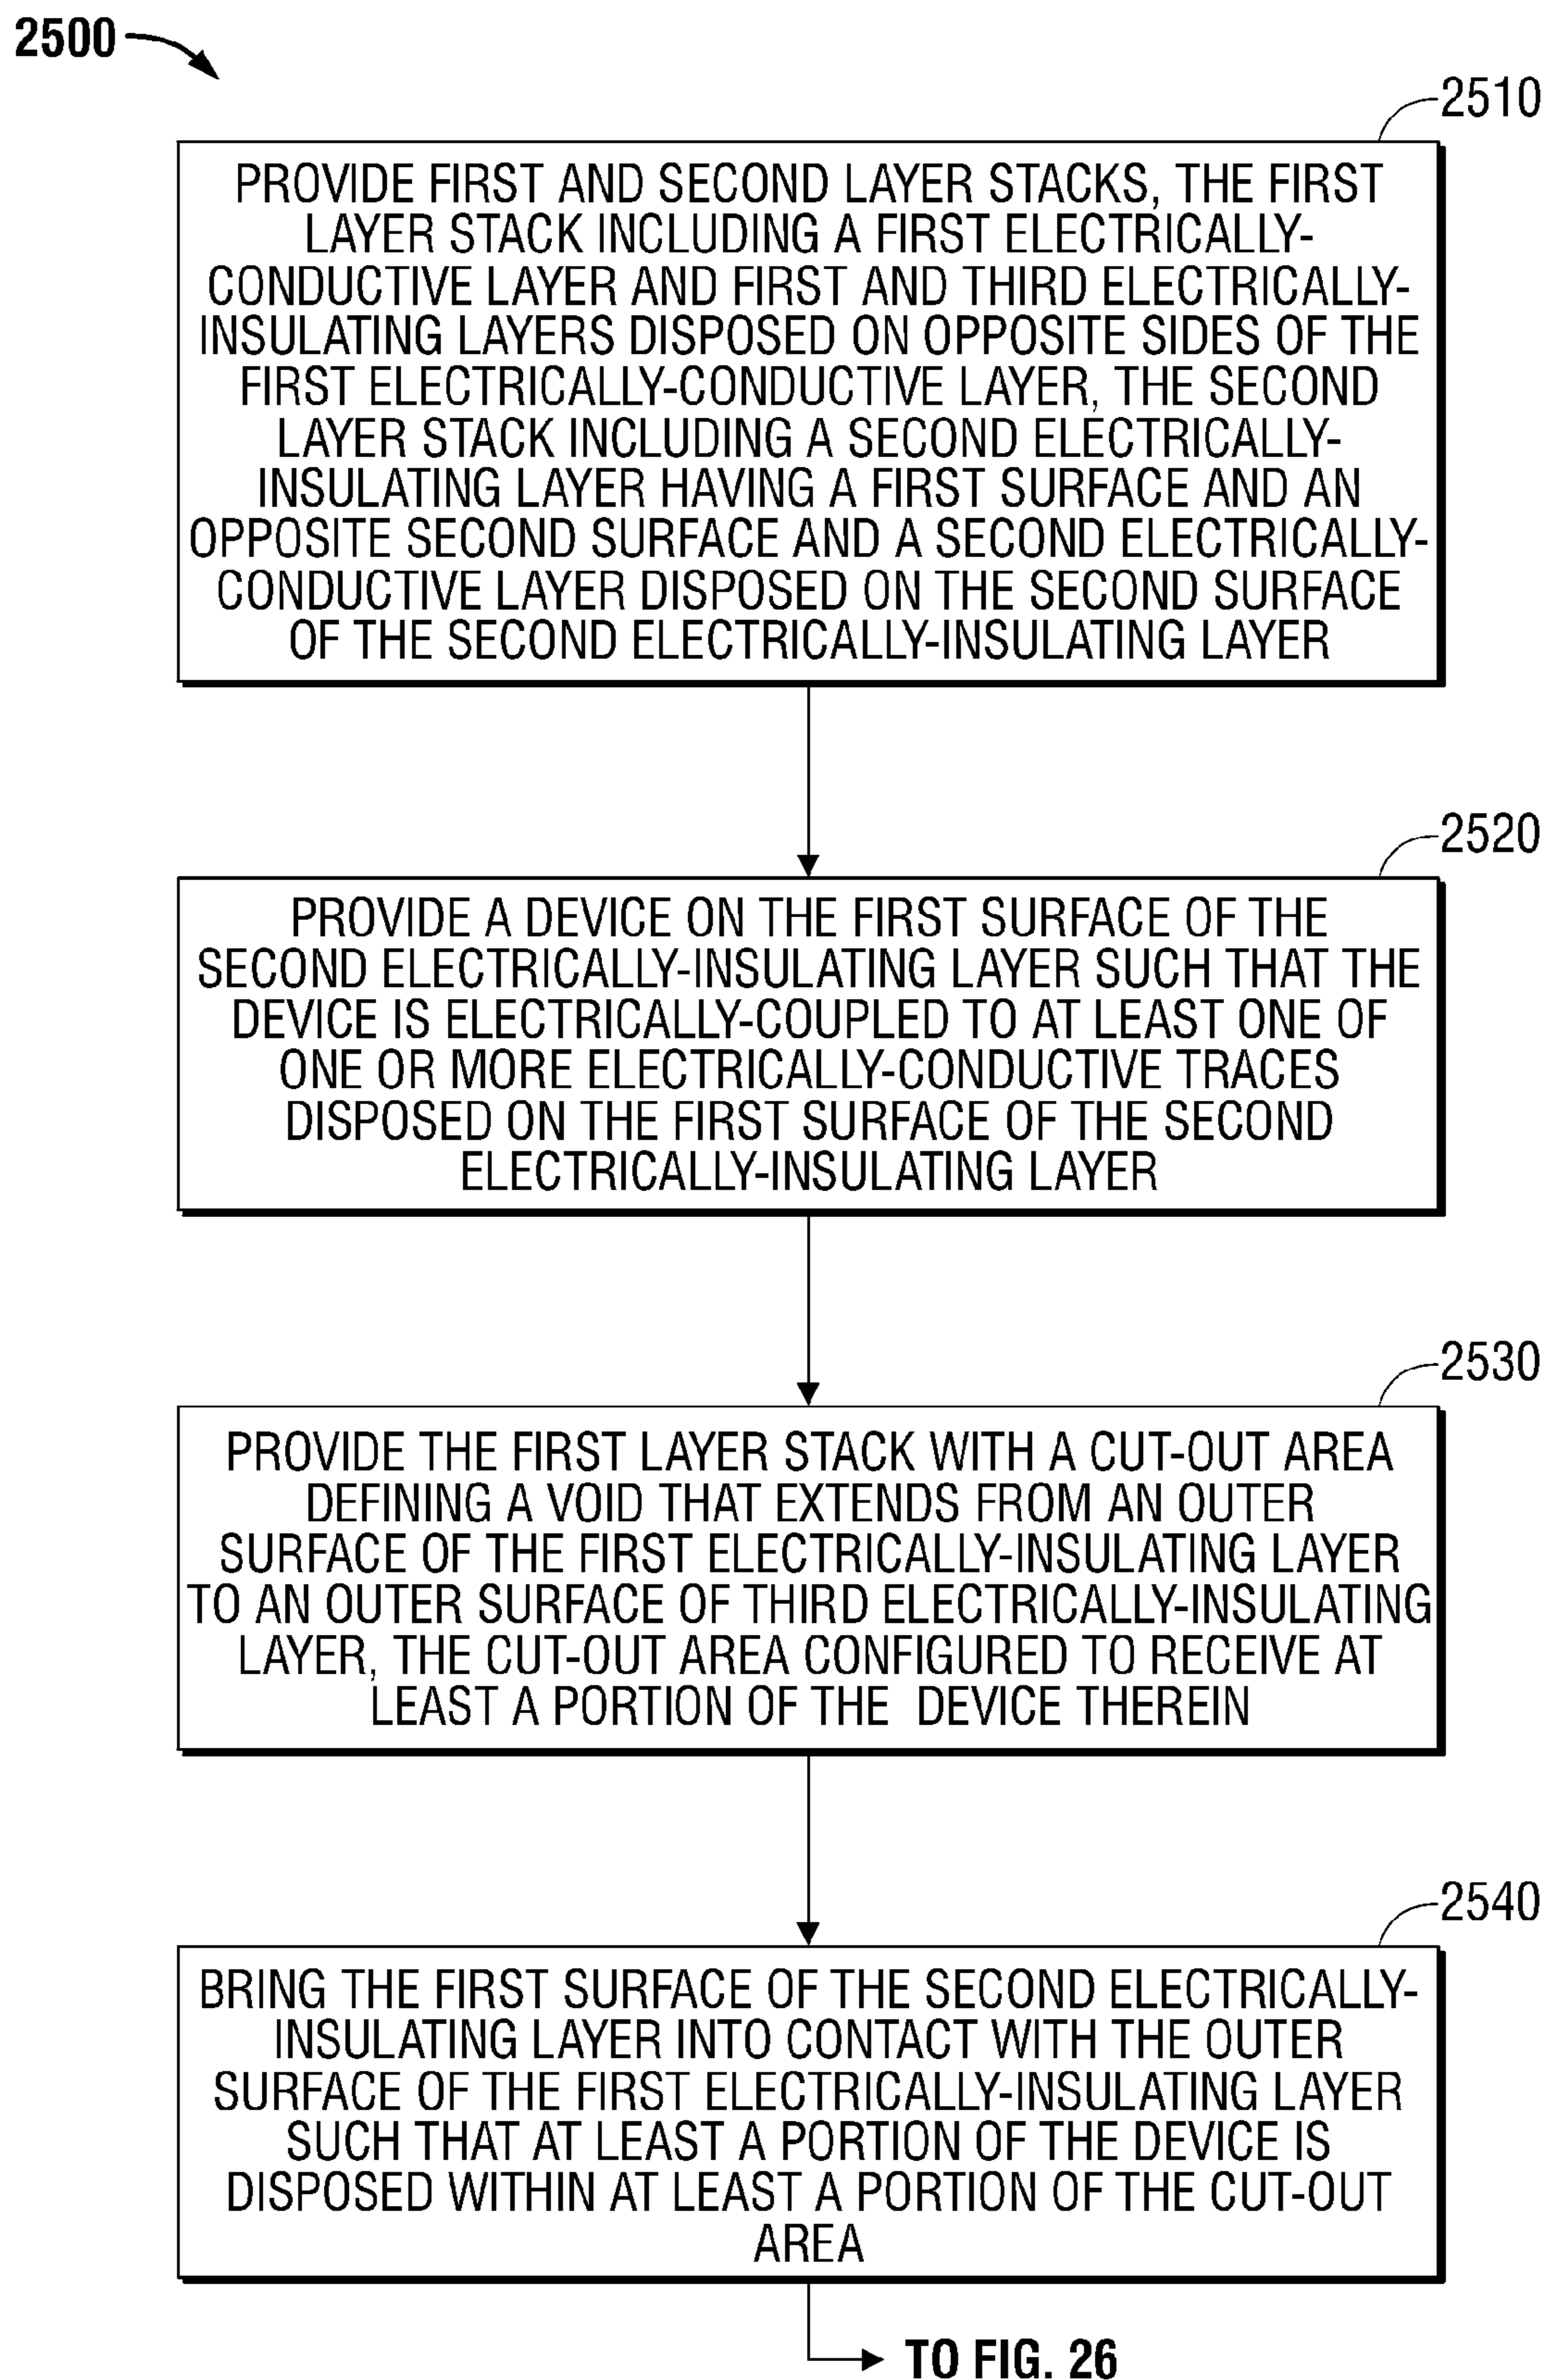 2500
2510
PROVIDE FIRST AND SECOND LAYER STACKS, THE FIRST
LAYER STACK INCLUDING A FIRST ELECTRICALLY-
CONDUCTIVE LAYER AND FIRST AND THIRD ELECTRICALLY-
INSULATING LAYERS DISPOSED ON OPPOSITE SIDES OF THE
FIRST ELECTRICALLY-CONDUCTIVE LAYER, THE SECOND
LAYER STACK INCLUDING A SECOND ELECTRICALLY-
INSULATING LAYER HAVING A FIRST SURFACE AND AN
OPPOSITE SECOND SURFACE AND A SECOND ELECTRICALLY-
CONDUCTIVE LAYER DISPOSED ON THE SECOND SURFACE
OF THE SECOND ELECTRICALLY-INSULATING LAYER
2520
PROVIDE A DEVICE ON THE FIRST SURFACE OF THE
SECOND ELECTRICALLY-INSULATING LAYER SUCH THAT THE
DEVICE IS ELECTRICALLY-COUPLED TO AT LEAST ONE OF
ONE OR MORE ELECTRICALLY-CONDUCTIVE TRACES
DISPOSED ON THE FIRST SURFACE OF THE SECOND
ELECTRICALLY-INSULATING LAYER
2530
PROVIDE THE FIRST LAYER STACK WITH A CUT-OUT AREA
DEFINING A VOID THAT EXTENDS FROM AN OUTER
SURFACE OF THE FIRST ELECTRICALLY-INSULATING LAYER
TO AN OUTER SURFACE OF THIRD ELECTRICALLY-INSULATING
LAYER, THE CUT-OUT AREA CONFIGURED TO RECEIVE AT
LEAST A PORTION OF THE DEVICE THEREIN
2540
BRING THE FIRST SURFACE OF THE SECOND ELECTRICALLY-
INSULATING LAYER INTO CONTACT WITH THE OUTER
SURFACE OF THE FIRST ELECTRICALLY-INSULATING LAYER
SUCH THAT AT LEAST A PORTION OF THE DEVICE IS
DISPOSED WITHIN AT LEAST A PORTION OF THE CUT-OUT
AREA
TO FIG. 26